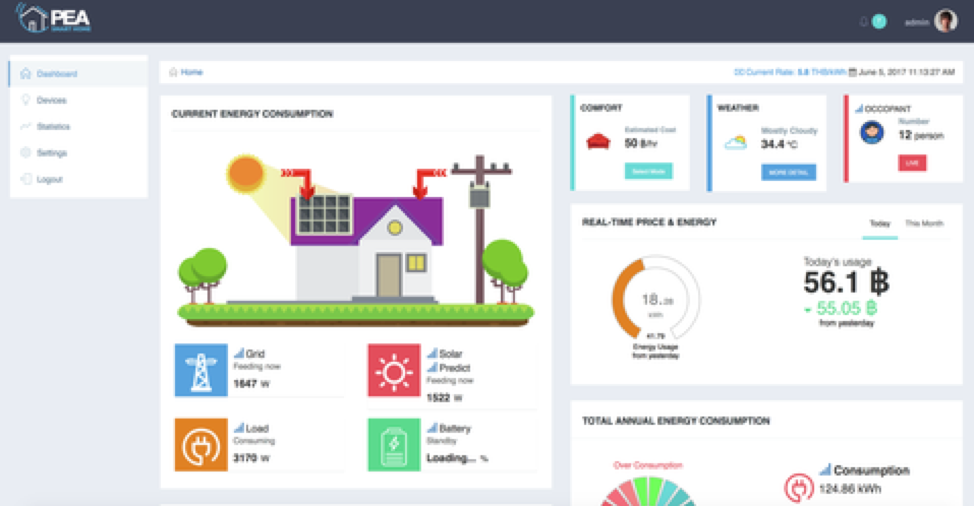 PEA
SMART HOME
admin
Dashboard
Devices
Statistics
Settings
Logout
Home
Current Rate: 5.8 THB/kWh June 5, 2017 11:13:27 AM
CURRENT ENERGY CONSUMPTION
Grid
Feeding now
1647 W
Solar
Predict
Feeding now
1522 W
Load
Consuming
3170 W
Battery
Standby
Loading... %
COMFORT
Estimated Cost
50 ฿/hr
Select Mode
WEATHER
Mostly Cloudy
34.4 °C
MORE DETAIL
OCCOPANT
Number
12 person
LIVE
REAL-TIME PRICE & ENERGY
Today This Month
18.28
kWh
41.79
Energy Usage
from yesterday
Today's usage
56.1 ฿
55.05 ฿
from yesterday
TOTAL ANNUAL ENERGY CONSUMPTION
Over Consumption
Consumption
124.86 kWh